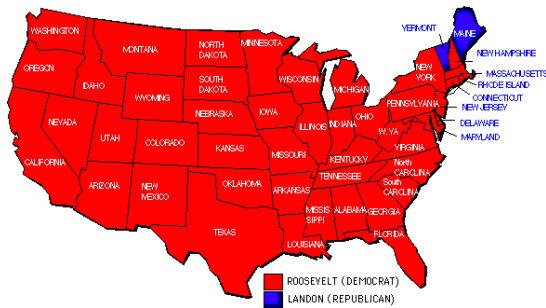 WASHINGTON
OREGON
CALIFORNIA
NEVADA
IDAHO
MONTANA
WYOMING
UTAH
ARIZONA
COLORADO
NEW
MEXICO
NORTH
DAKOTA
SOUTH
DAKOTA
NEBRASKA
KANSAS
OKLAHOMA
TEXAS
MINNESOTA
IOWA
MISSOURI
ARKANSAS
LOUISIANA
WISCONSIN
ILLINOIS
MICHIGAN
INDIANA
OHIO
KENTUCKY
TENNESSEE
MISSIS
SIPPI
ALABAMA
GEORGIA
FLORIDA
South
CAROLINA
North
CAROLINA
VIRGINIA
W. VA
PENNSYLVANIA
NEW
YORK
VERMONT
MAINE
NEW HAMPSHIRE
MASSACHUSETTS
RHODE ISLAND
CONNECTICUT
NEW JERSEY
DELAWARE
MARYLAND
ROOSEVELT (DEMOCRAT)
LANDON (REPUBLICAN)